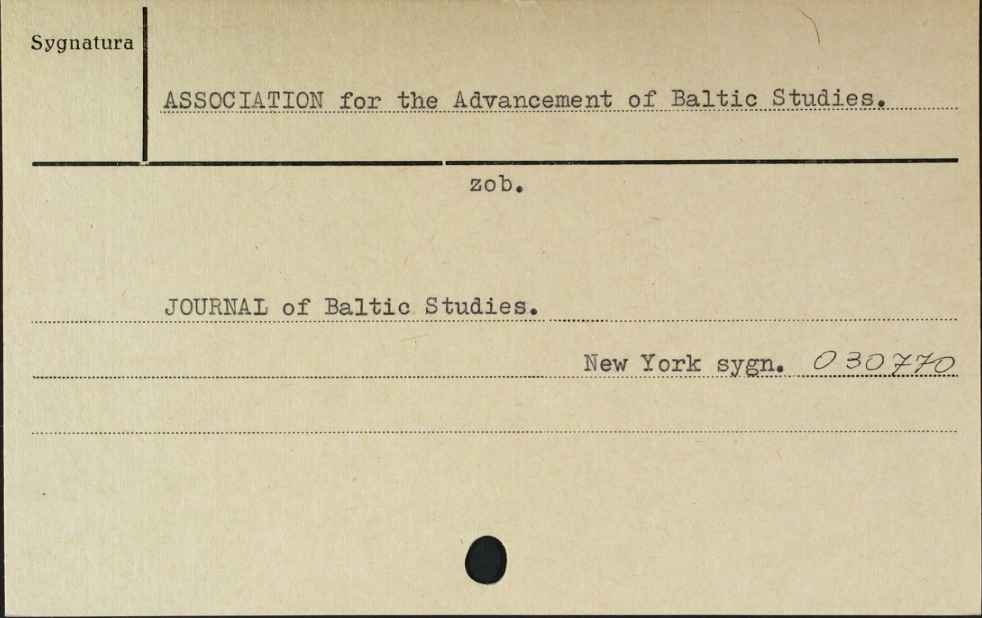 Sygnatura
ASSOCIATION for the Advancement of Baltic Studies.
zob.
JOURNAL of Baltic Studies.
New York sygn. 030770